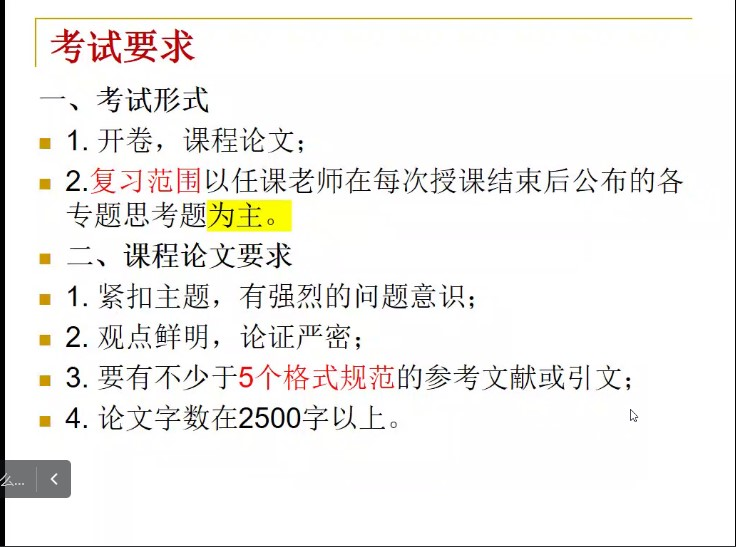 考试要求
一、考试形式
1. 开卷，课程论文；
2.复习范围以任课老师在每次授课结束后公布的各
专题思考题为主。
二、课程论文要求
1. 紧扣主题，有强烈的问题意识；
2. 观点鲜明，论证严密；
3. 要有不少于5个格式规范的参考文献或引文；
4. 论文字数在2500字以上。
么...